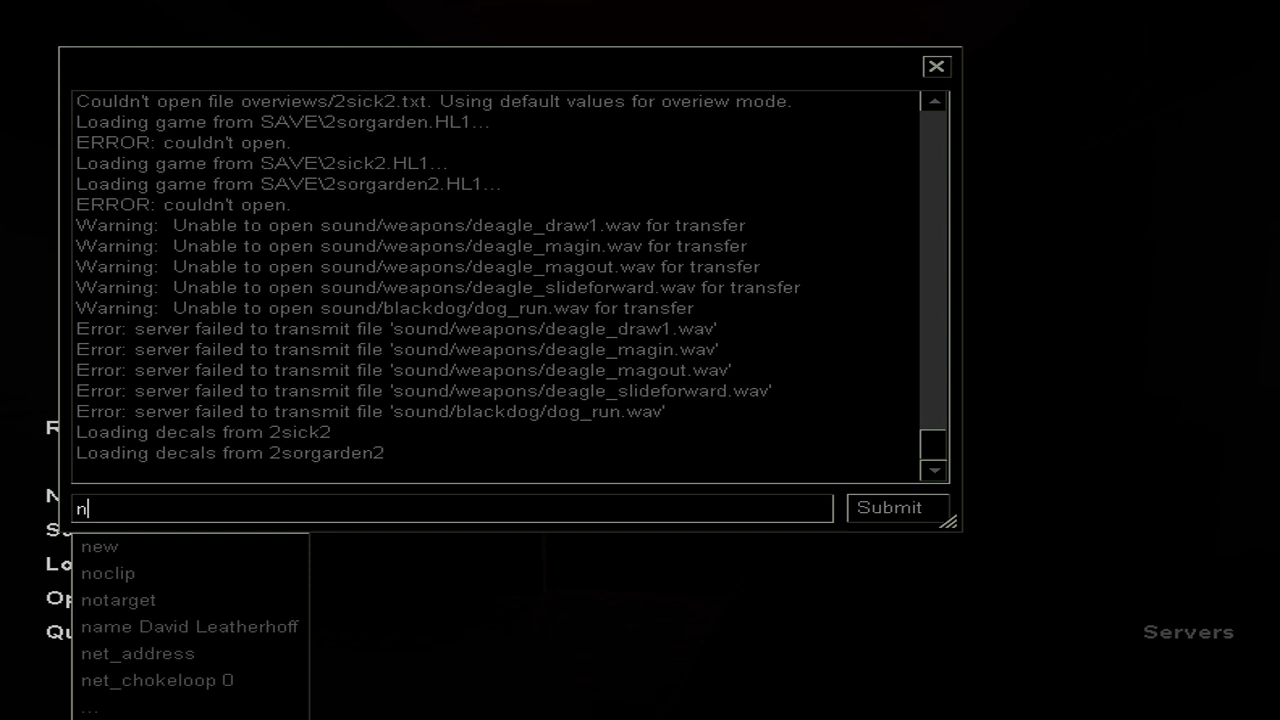 Couldn't open file overviews/2sick2.txt. Using default values for overiew mode.
Loading game from SAVE\2sorgarden.HL1...
ERROR: couldn't open.
Loading game from SAVE\2sick2.HL1...
Loading game from SAVE\2sorgarden2.HL1...
ERROR: couldn't open.
Warning:  Unable to open sound/weapons/deagle_draw1.wav for transfer
Warning:  Unable to open sound/weapons/deagle_magin.wav for transfer
Warning:  Unable to open sound/weapons/deagle_magout.wav for transfer
Warning:  Unable to open sound/weapons/deagle_slideforward.wav for transfer
Warning:  Unable to open sound/blackdog/dog_run.wav for transfer
Error: server failed to transmit file 'sound/weapons/deagle_draw1.wav'
Error: server failed to transmit file 'sound/weapons/deagle_magin.wav'
Error: server failed to transmit file 'sound/weapons/deagle_magout.wav'
Error: server failed to transmit file 'sound/weapons/deagle_slideforward.wav'
Error: server failed to transmit file 'sound/blackdog/dog_run.wav'
Loading decals from 2sick2
Loading decals from 2sorgarden2
n
Submit
new
noclip
notarget
name David Leatherhoff
net_address
net_chokeloop 0
...
Servers